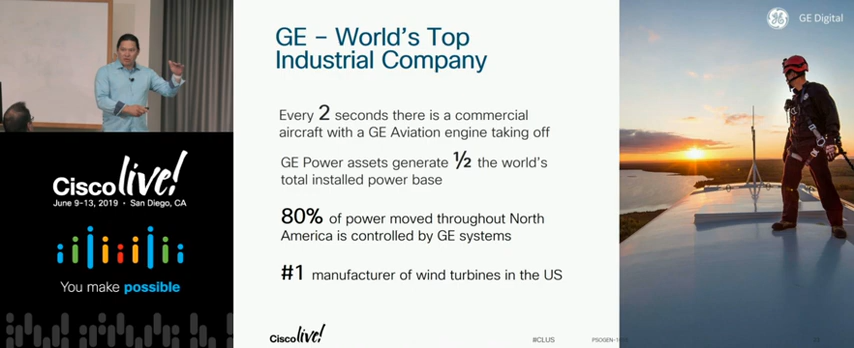 Cisco live!
June 9-13, 2019 • San Diego, CA
You make possible
GE – World's Top
Industrial Company
Every 2 seconds there is a commercial
aircraft with a GE Aviation engine taking off
GE Power assets generate ½ the world's
total installed power base
80% of power moved throughout North
America is controlled by GE systems
#1 manufacturer of wind turbines in the US
Cisco live!
#CLUS
GE Digital